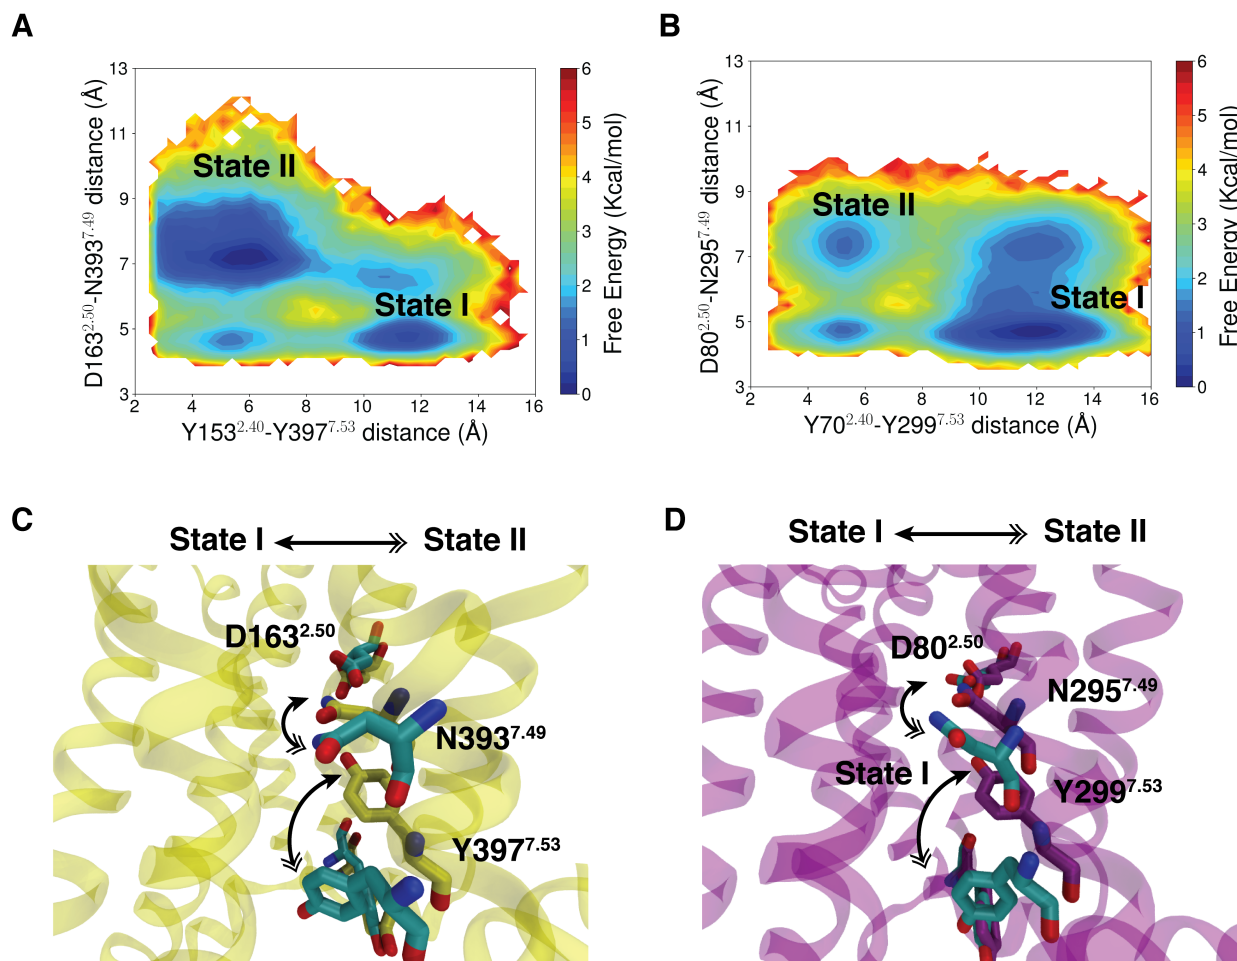 A
B
13
11
9
7
5
3
D163^2.50-N393^7.49 distance (Å)
State II
State I
2 4 6 8 10 12 14 16
Y153^2.40-Y397^7.53 distance (Å)
6
5
4
3
2
1
0
Free Energy (Kcal/mol)
13
11
9
7
5
3
D80^2.50-N295^7.49 distance (Å)
State II
State I
2 4 6 8 10 12 14 16
Y70^2.40-Y299^7.53 distance (Å)
6
5
4
3
2
1
0
Free Energy (Kcal/mol)
C
State I
State II
D163^2.50
N393^7.49
Y397^7.53
D
State I
State II
D80^2.50
N295^7.49
State I
Y299^7.53